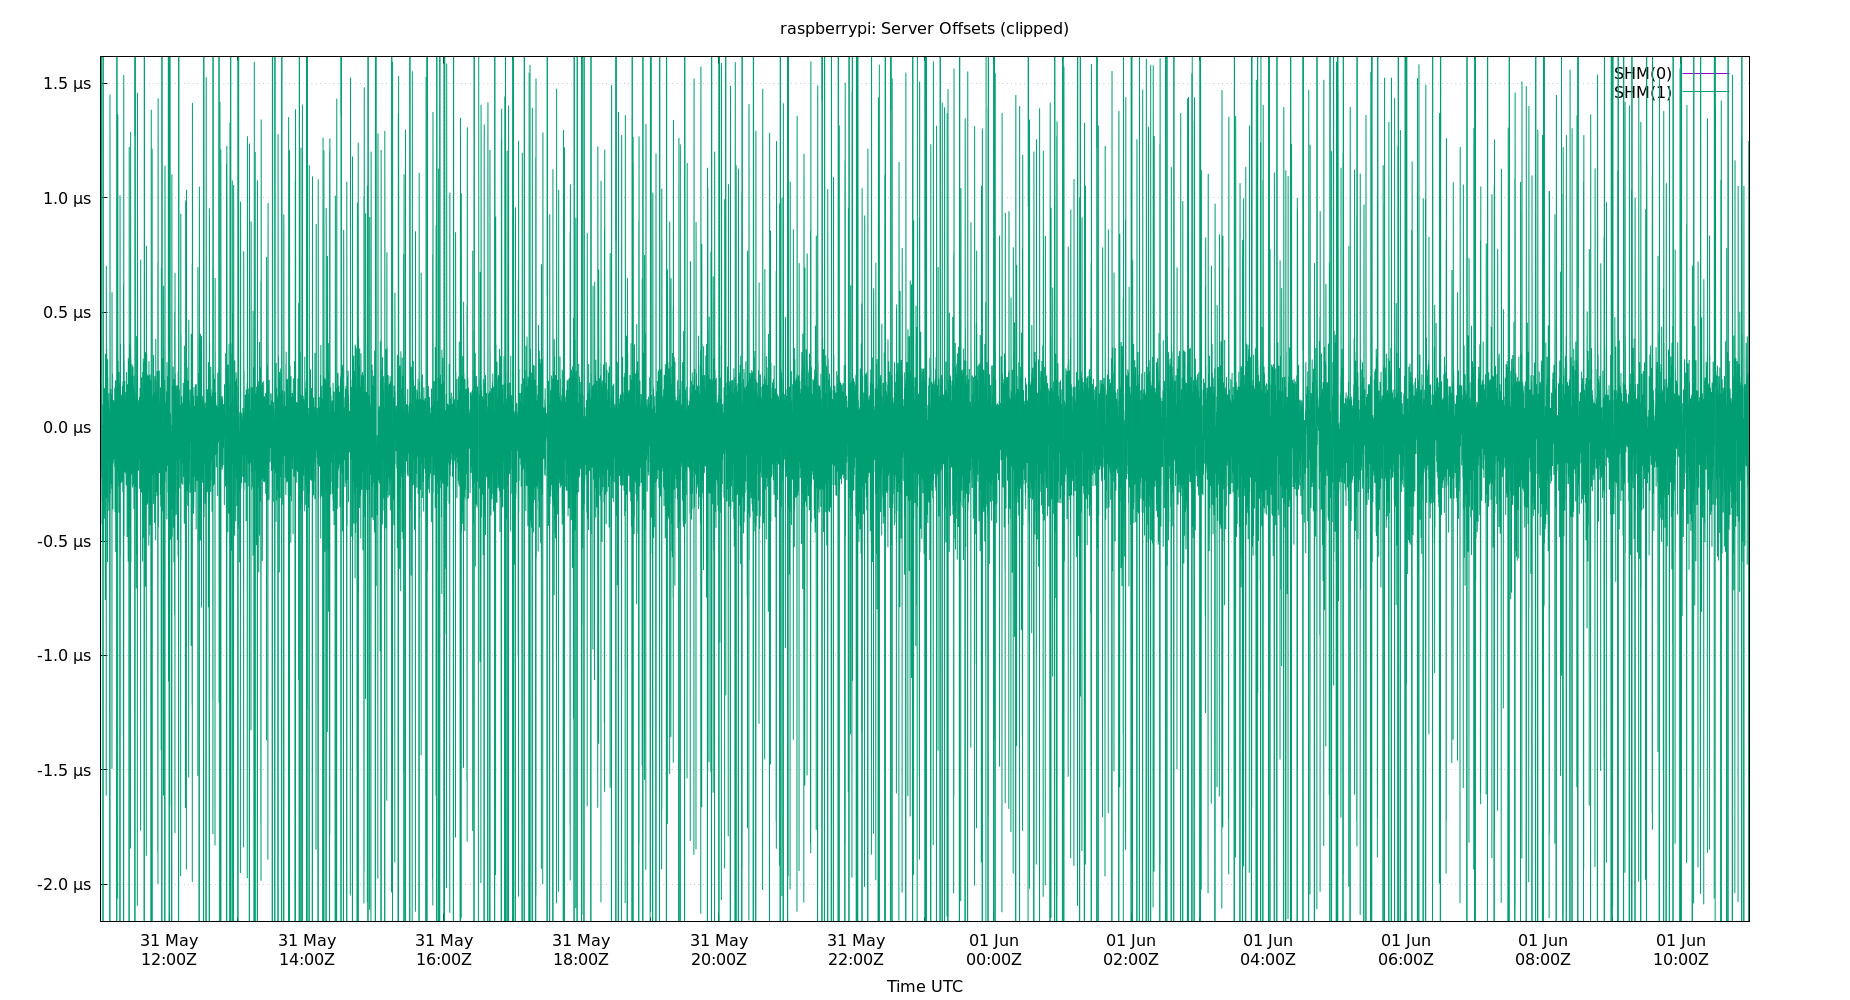 raspberrypi: Server Offsets (clipped)
SHM(0)
SHM(1)
1.5 µs
1.0 µs
0.5 µs
0.0 µs
-0.5 µs
-1.0 µs
-1.5 µs
-2.0 µs
31 May 31 May 31 May 31 May 31 May 31 May 01 Jun 01 Jun 01 Jun 01 Jun 01 Jun 01 Jun
12:00Z 14:00Z 16:00Z 18:00Z 20:00Z 22:00Z 00:00Z 02:00Z 04:00Z 06:00Z 08:00Z 10:00Z
Time UTC